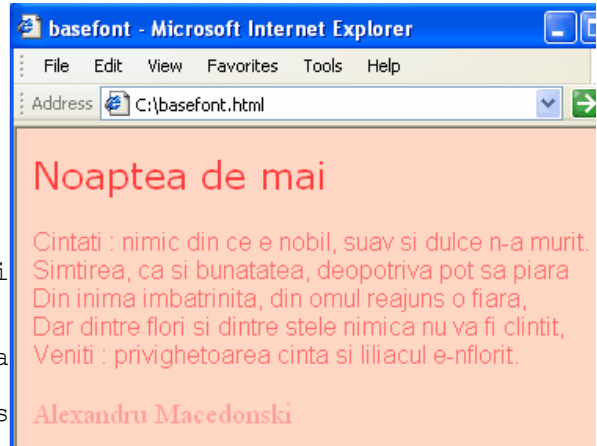 basefont - Microsoft Internet Explorer
File Edit View Favorites Tools Help
Address C:\basefont.html
Noaptea de mai
Cintati : nimic din ce e nobil, suav si dulce n-a murit.
Simtirea, ca si bunatatea, deopotriva pot sa piara
Din inima imbatrinita, din omul reajuns o fiara,
Dar dintre flori si dintre stele nimica nu va fi clintit,
Veniti : privighetoarea cinta si liliacul e-nflorit.
Alexandru Macedonski